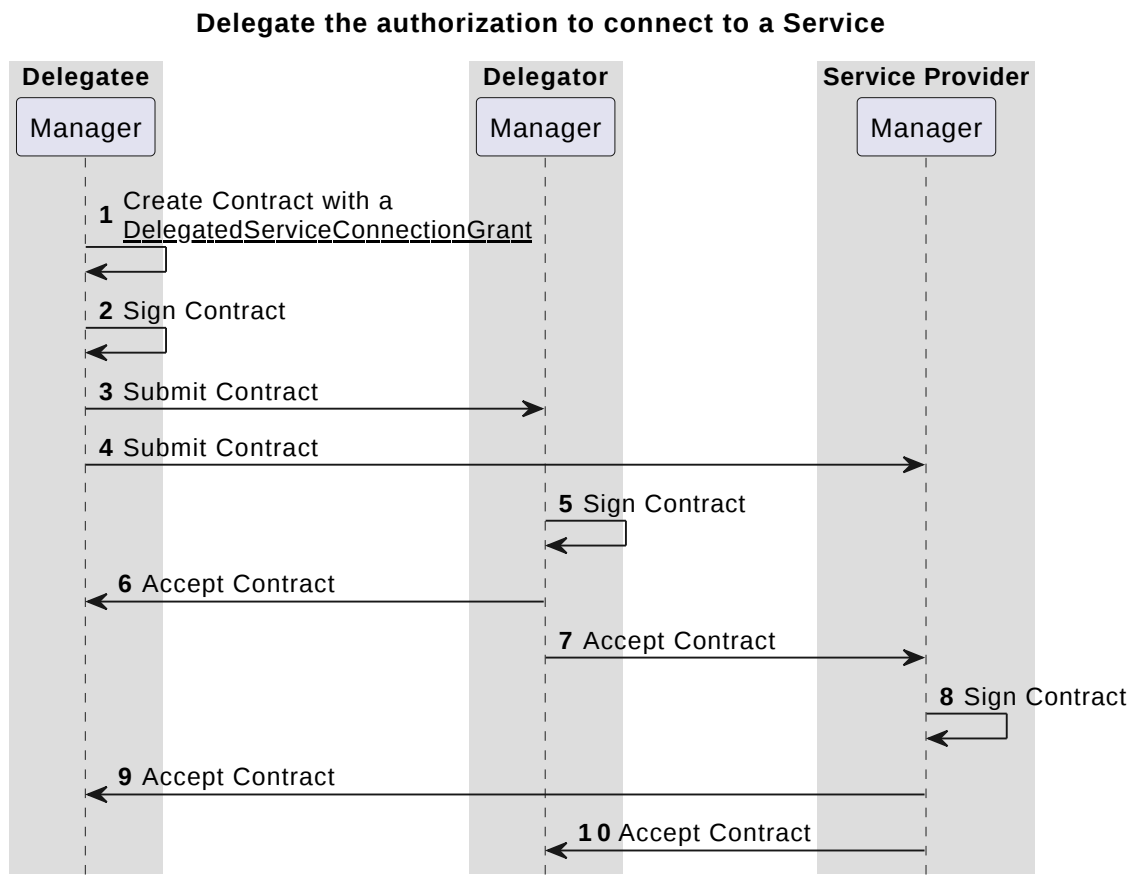 Delegate the authorization to connect to a Service
Delegatee
Delegator
Service Provider
Manager
Manager
Manager
1 Create Contract with a
DelegatedServiceConnectionGrant
2 Sign Contract
3 Submit Contract
4 Submit Contract
5 Sign Contract
6 Accept Contract
7 Accept Contract
8 Sign Contract
9 Accept Contract
10 Accept Contract